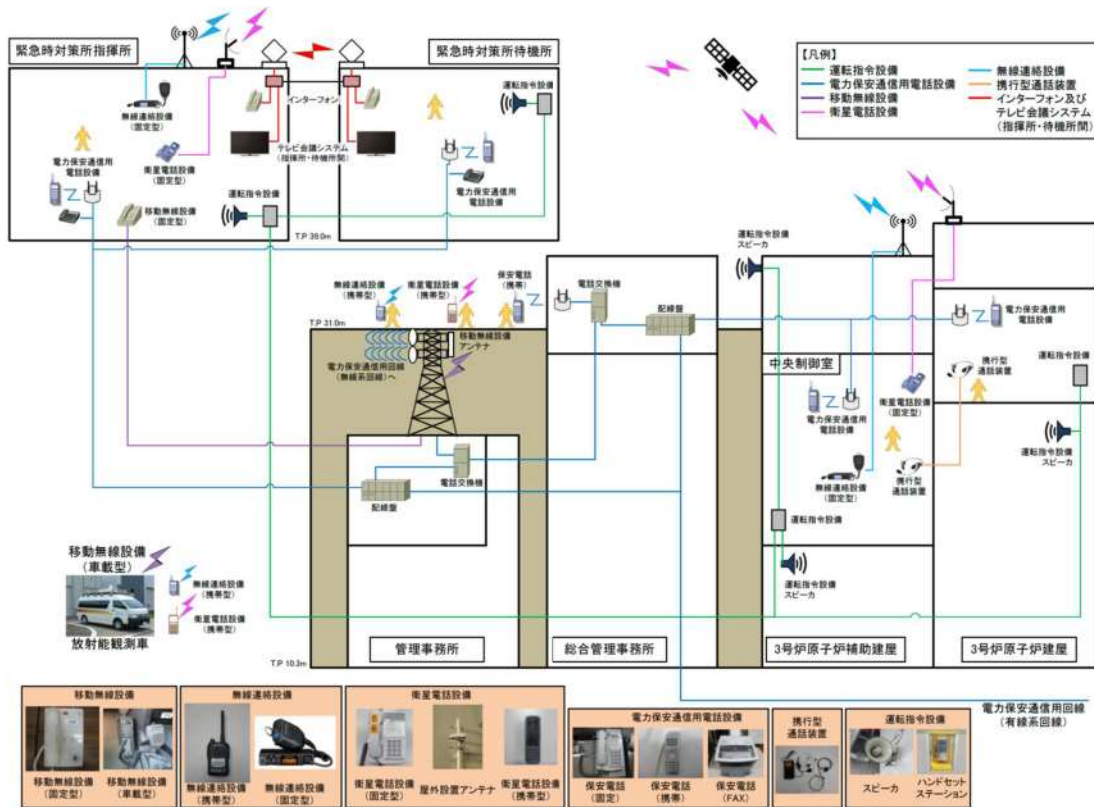 緊急時対策所指揮所
緊急時対策所待機所
【凡例】
運転指令設備
電力保安通信用電話設備
移動無線設備
衛星電話設備
無線連絡設備
携行型通話装置
インターフォン及び
テレビ会議システム
(指揮所・待機所間)
無線連絡設備
(固定型)
インターフォン
運転指令設備
電力保安通信用
電話設備
衛星電話設備
(固定型)
テレビ会議システム
(指揮所・待機所間)
運転指令設備
移動無線設備
(固定型)
電力保安通信用
電話設備
T.P 39.0m
無線連絡設備
(携帯型)
衛星電話設備
(携帯型)
保安電話
(携帯)
T.P 31.0m
移動無線設備
アンテナ
電力保安通信用回線
(無線系回線)へ
電話交換機
配線盤
電話交換機
配線盤
運転指令設備
スピーカ
中央制御室
電力保安通信用
電話設備
衛星電話設備
(固定型)
無線連絡設備
(固定型)
携行型
通話装置
運転指令設備
運転指令設備
スピーカ
電力保安通信用
電話設備
携行型
通話装置
運転指令設備
運転指令設備
スピーカ
移動無線設備
(車載型)
無線連絡設備
(携帯型)
衛星電話設備
(携帯型)
放射能観測車
管理事務所
総合管理事務所
3号炉原子炉補助建屋
3号炉原子炉建屋
T.P 10.3m
電力保安通信用回線
(有線系回線)
移動無線設備
移動無線設備
(固定型)
移動無線設備
(車載型)
無線連絡設備
無線連絡設備
(携帯型)
無線連絡設備
(固定型)
衛星電話設備
衛星電話設備
(固定型)
屋外設置アンテナ
衛星電話設備
(携帯型)
電力保安通信用電話設備
保安電話
(固定)
保安電話
(携帯)
保安電話
(FAX)
携行型
通話装置
運転指令設備
スピーカ
ハンドセット
ステーション